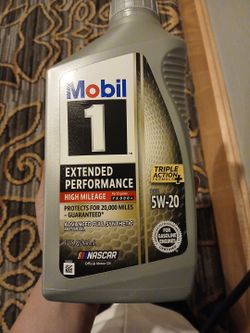 Mobil
1
EXTENDED
PERFORMANCE
HIGH MILEAGE
PROTECTS FOR 20,000 MILES
- GUARANTEED*
ADVANCED FULL SYNTHETIC
TRIPLE
ACTION
+
5W-20
FOR GASOLINE
ENGINES
NASCAR
Official Motor Oil